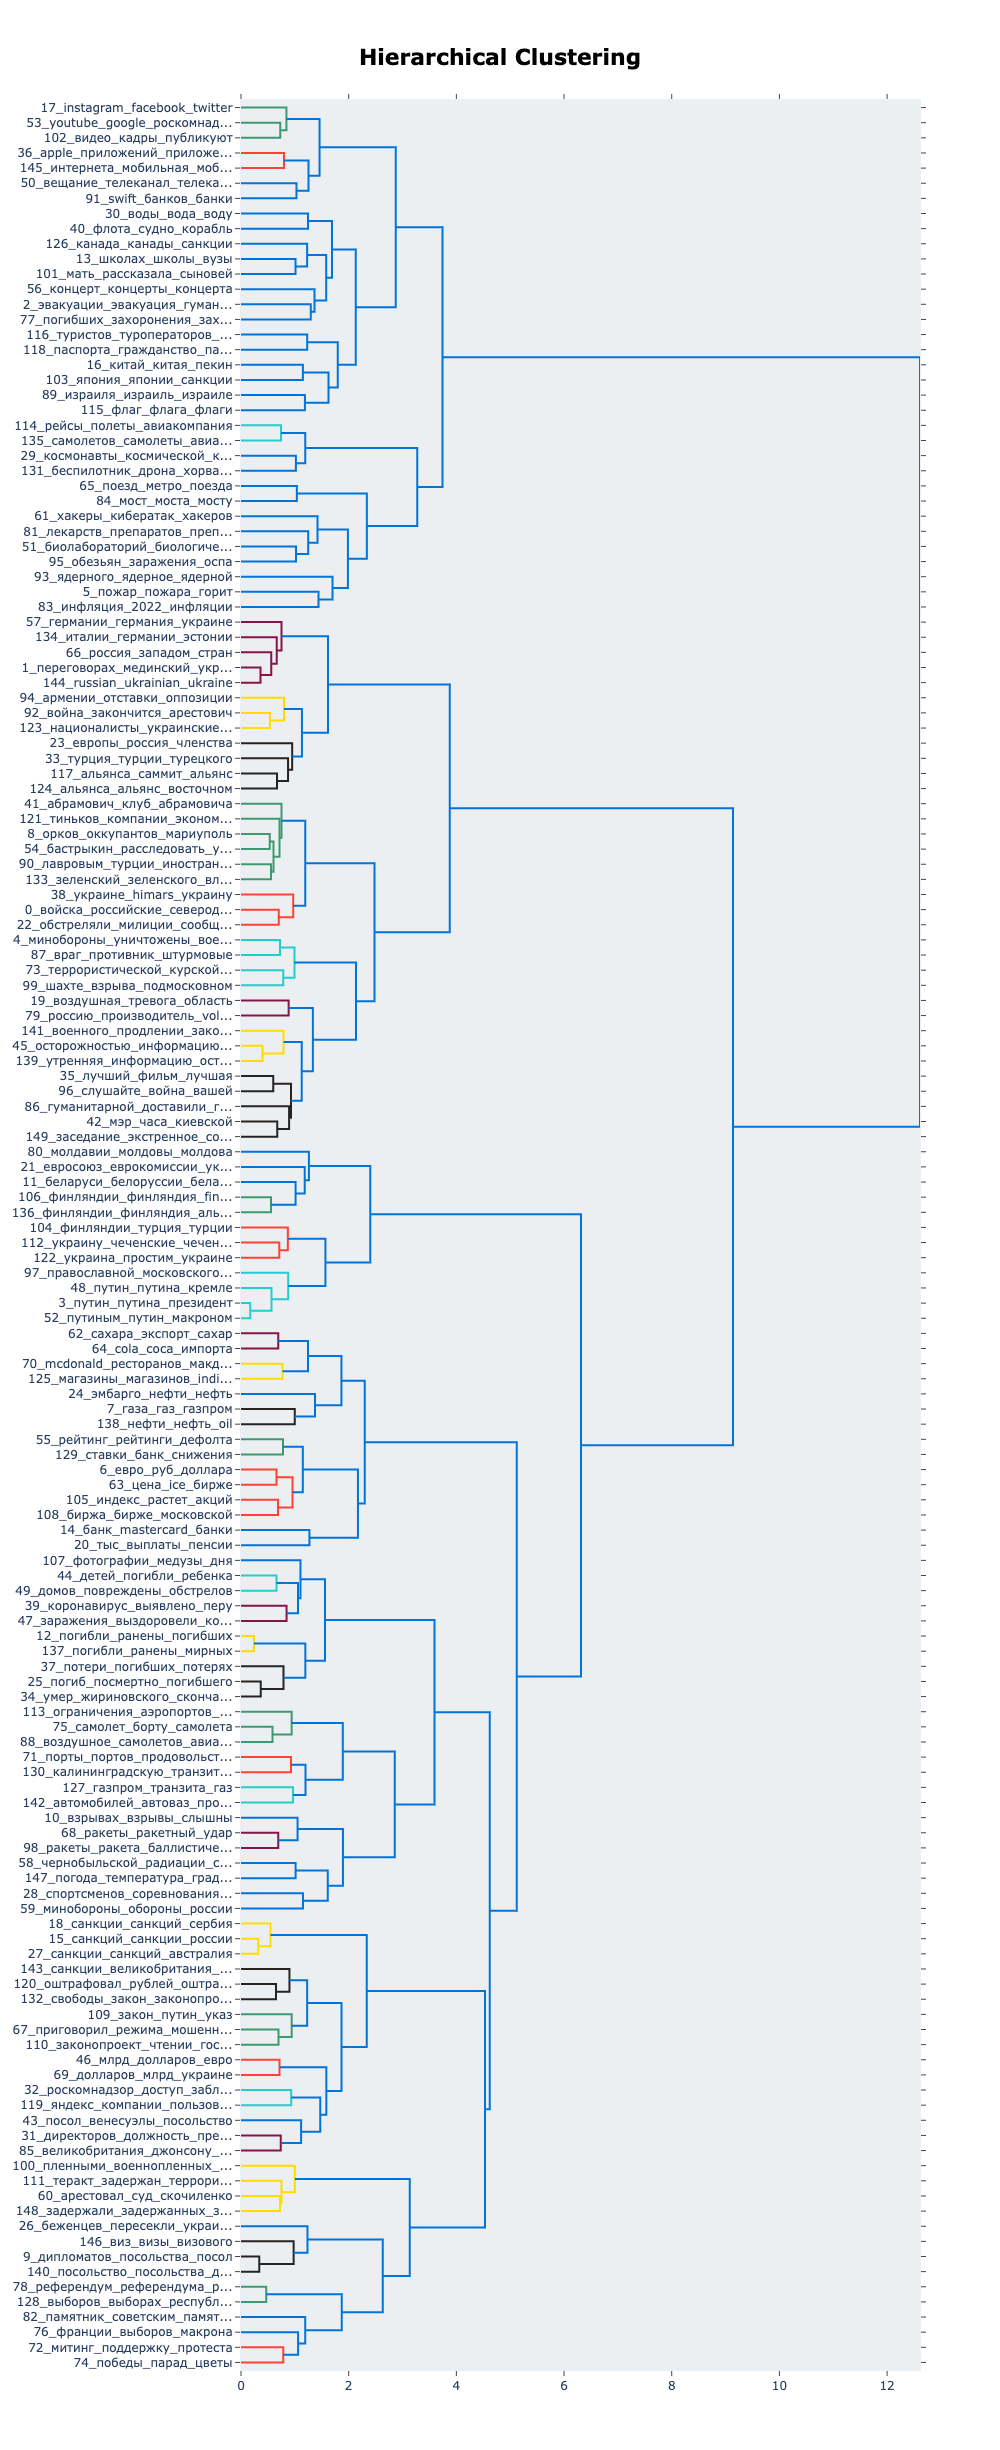 Hierarchical Clustering
17_instagram_facebook_twitter
53_youtube_google_роскомнад...
102_видео_кадры_публикуют
36_apple_приложений_приложе...
145_интернета_мобильная_моб...
50_вещание_телеканал_телека...
91_swift_банков_банки
30_воды_вода_воду
40_флота_судно_корабль
126_канада_канады_санкции
13_школах_школы_вузы
101_мать_рассказала_сыновей
56_концерт_концерты_концерта
2_эвакуации_эвакуация_гуман...
77_погибших_захоронения_зах...
116_туристов_туроператоров_...
118_паспорта_гражданство_па...
16_китай_китая_пекин
103_япония_японии_санкции
89_израиля_израиль_израиле
115_флаг_флага_флаги
114_рейсы_полеты_авиакомпания
135_самолетов_самолеты_авиа...
29_космонавты_космической_к...
131_беспилотник_дрона_хорва...
65_поезд_метро_поезда
84_мост_моста_мосту
61_хакеры_кибератак_хакеров
81_лекарств_препаратов_преп...
51_биолабораторий_биологиче...
95_обезьян_заражения_оспа
93_ядерного_ядерное_ядерной
5_пожар_пожара_горит
83_инфляция_2022_инфляции
57_германии_германия_украине
134_италии_германии_эстонии
66_россия_западом_стран
1_переговорах_мединский_укр...
144_russian_ukrainian_ukraine
94_армении_отставки_оппозиции
92_война_закончится_арестович
123_националисты_украинские...
23_европы_россия_членства
33_турция_турции_турецкого
117_альянса_саммит_альянс
124_альянса_альянс_восточном
41_абрамович_клуб_абрамовича
121_тиньков_компании_эконом...
8_орков_оккупантов_мариуполь
54_бастрыкин_расследовать_у...
90_лавровым_турции_иностран...
133_зеленский_зеленского_вл...
38_украине_himars_украину
0_войска_российские_северод...
22_обстреляли_милиции_сообщ...
4_минобороны_уничтожены_вое...
87_враг_противник_штурмовые
73_террористической_курской...
99_шахте_взрыва_подмосковном
19_воздушная_тревога_область
79_россию_производитель_vol...
141_военного_продлении_зако...
45_осторожностью_информацию...
139_утренняя_информацию_ост...
35_лучший_фильм_лучшая
96_слушайте_война_вашей
86_гуманитарной_доставили_г...
42_мэр_часа_киевской
149_заседание_экстренное_со...
80_молдавии_молдовы_молдова
21_евросоюз_еврокомиссии_ук...
11_беларуси_белоруссии_бела...
106_финляндии_финляндия_fin...
136_финляндии_финляндия_аль...
104_финляндии_турция_турции
112_украину_чеченские_чечен...
122_украина_простим_украине
97_православной_московского...
48_путин_путина_кремле
3_путин_путина_президент
52_путиным_путин_макроном
62_сахара_экспорт_сахар
64_cola_coca_импорта
70_mcdonald_ресторанов_макд...
125_магазины_магазинов_indi...
24_эмбарго_нефти_нефть
7_газа_газ_газпром
138_нефти_нефть_oil
55_рейтинг_рейтинги_дефолта
129_ставки_банк_снижения
6_евро_руб_доллара
63_цена_ice_бирже
105_индекс_растет_акций
108_биржа_бирже_московской
14_банк_mastercard_банки
20_тыс_выплаты_пенсии
107_фотографии_медузы_дня
44_детей_погибли_ребенка
49_домов_повреждены_обстрелов
39_коронавирус_выявлено_перу
47_заражения_выздоровели_ко...
12_погибли_ранены_погибших
137_погибли_ранены_мирных
37_потери_погибших_потерях
25_погиб_посмертно_погибшего
34_умер_жириновского_сконча...
113_ограничения_аэропортов_...
75_самолет_борту_самолета
88_воздушное_самолетов_авиа...
71_порты_портов_продовольст...
130_калининградскую_транзит...
127_газпром_транзита_газ
142_автомобилей_автоваз_про...
10_взрывах_взрывы_слышны
68_ракеты_ракетный_удар
98_ракеты_ракета_баллистиче...
58_чернобыльской_радиации_с...
147_погода_температура_град...
28_спортсменов_соревнования...
59_минобороны_обороны_россии
18_санкции_санкций_сербия
15_санкций_санкции_россии
27_санкции_санкций_австралия
143_санкции_великобритания_...
120_оштрафовал_рублей_оштра...
132_свободы_закон_законопро...
109_закон_путин_указ
67_приговорил_режима_мошенн...
110_законопроект_чтении_гос...
46_млрд_долларов_евро
69_долларов_млрд_украине
32_роскомнадзор_доступ_забл...
119_яндекс_компании_пользов...
43_посол_венесуэлы_посольство
31_директоров_должность_пре...
85_великобритания_джонсону_...
100_пленными_военнопленных_...
111_теракт_задержан_террори...
60_арестовал_суд_скочиленко
148_задержали_задержанных_з...
26_беженцев_пересекли_украи...
146_виз_визы_визового
9_дипломатов_посольства_посол
140_посольство_посольства_д...
78_референдум_референдума_р...
128_выборов_выборах_республ...
82_памятник_советским_памят...
76_франции_выборов_макрона
72_митинг_поддержку_протеста
74_победы_парад_цветы
0 2 4 6 8 10 12